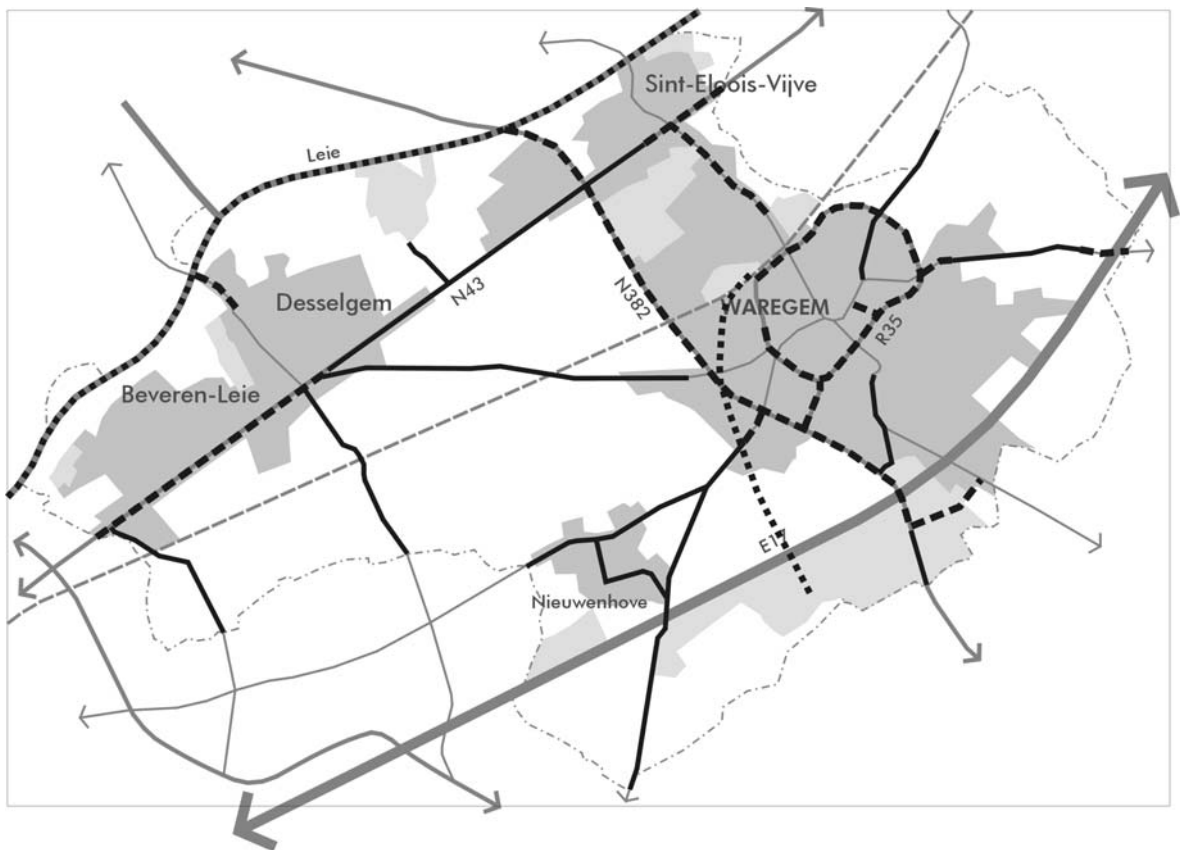 Sint-Eloois-Vijve
Leie
N43
Desselgem
N382
WAREGEM
R35
Beveren-Leie
E17
Nieuwenhove